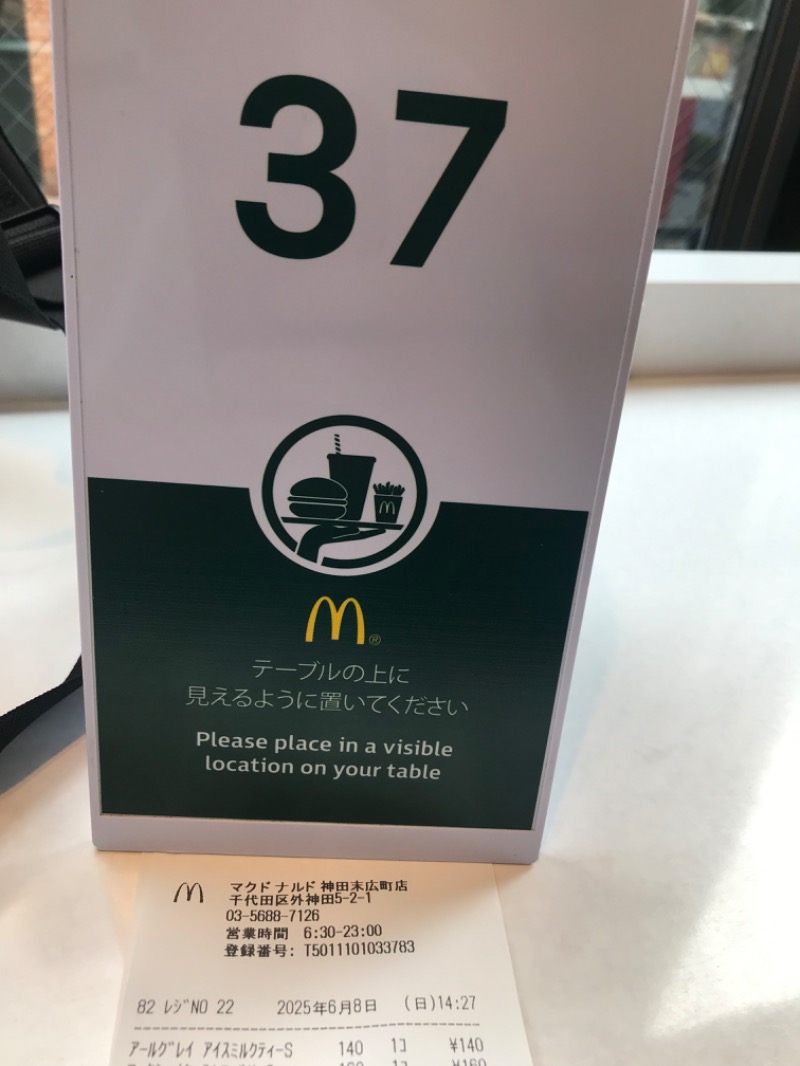 37
®
テーブルの上に
見えるように置いてください
Please place in a visible
location on your table
マクドナルド 神田末広町店
千代田区外神田5-2-1
03-5688-7126
営業時間 6:30-23:00
登録番号: T5011101033783
82 レジNO 22 2025年6月8日 (日)14:27
アールグレイ アイスミルクティーS 140 1コ ¥140